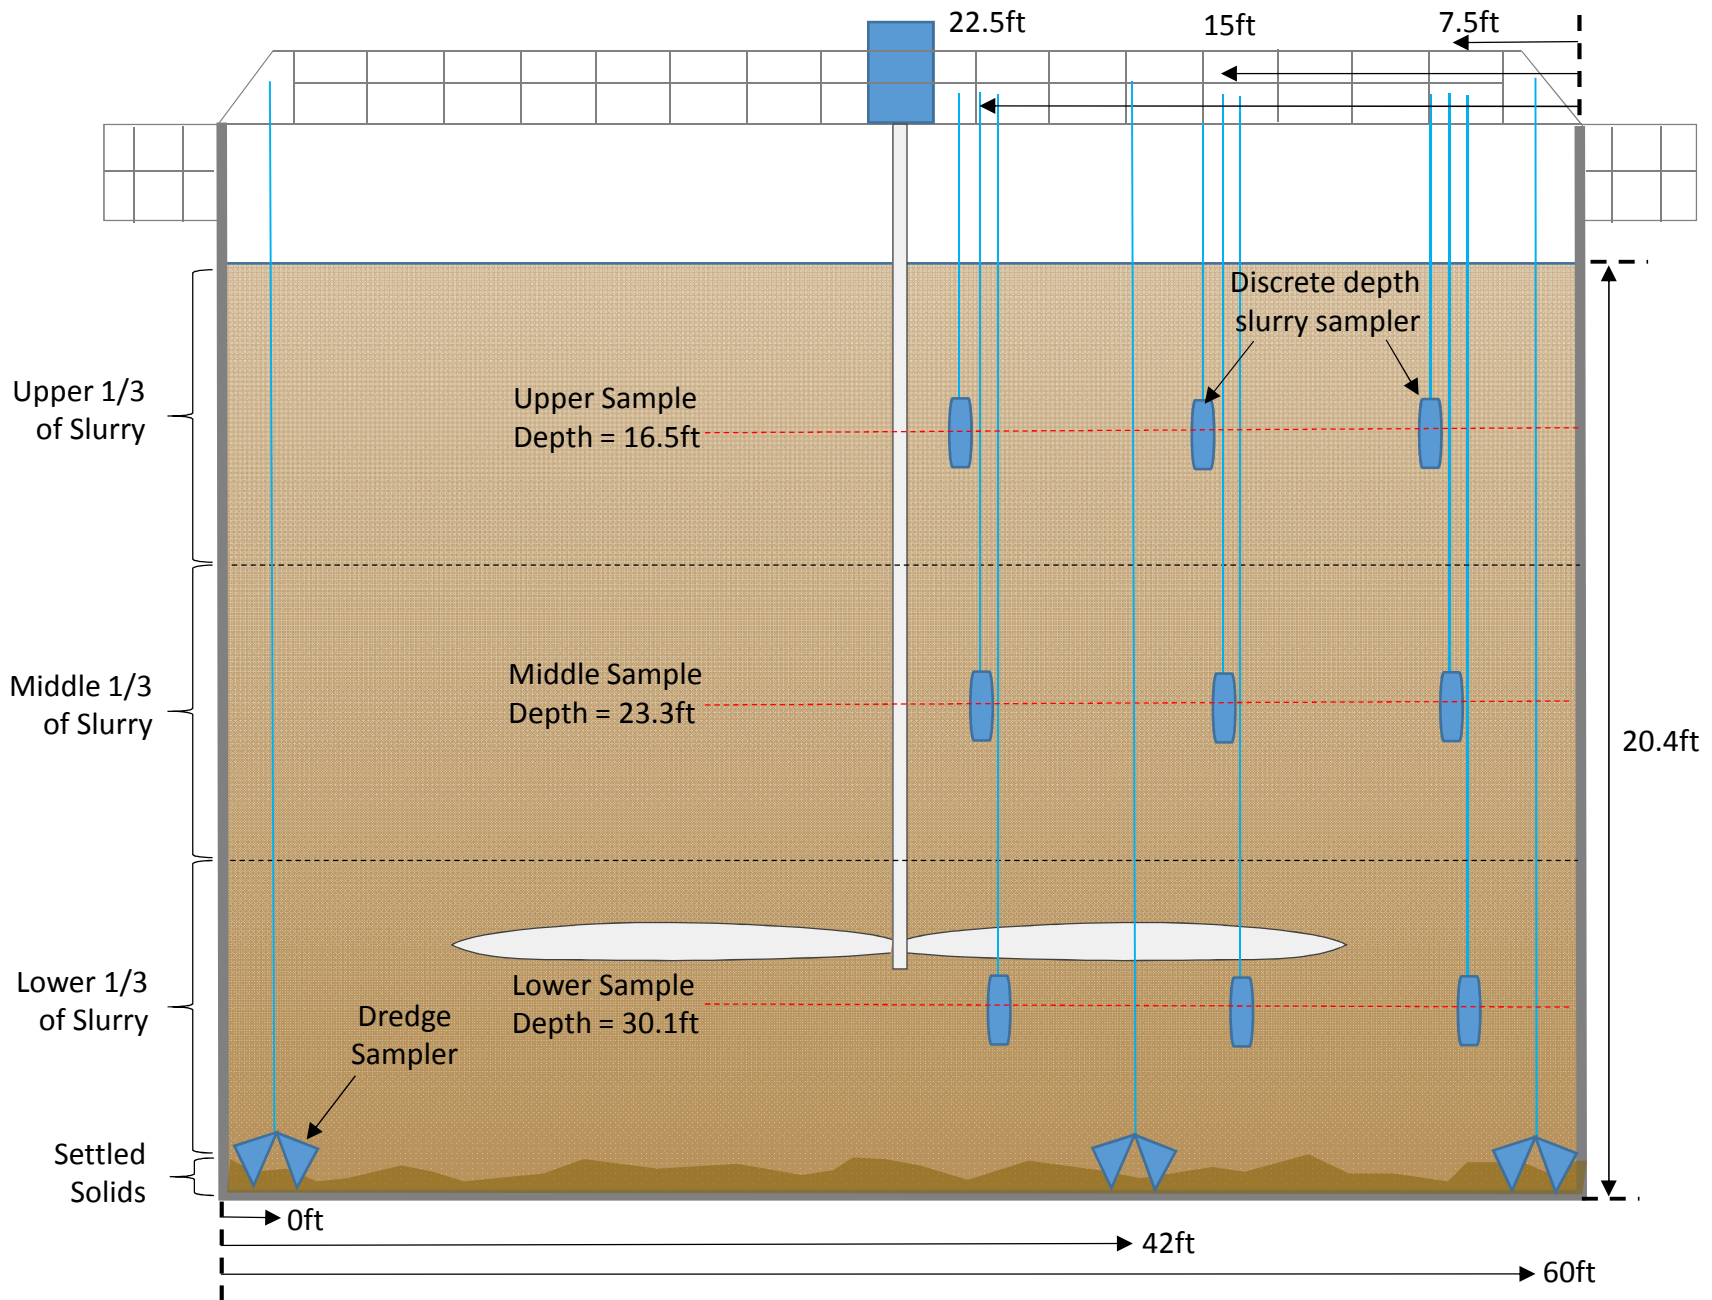 22.5ft
15ft
7.5ft
Discrete depth
slurry sampler
Upper 1/3
of Slurry
Upper Sample
Depth = 16.5ft
Middle 1/3
of Slurry
Middle Sample
Depth = 23.3ft
20.4ft
Lower 1/3
of Slurry
Lower Sample
Depth = 30.1ft
Dredge
Sampler
Settled
Solids
0ft
42ft
60ft